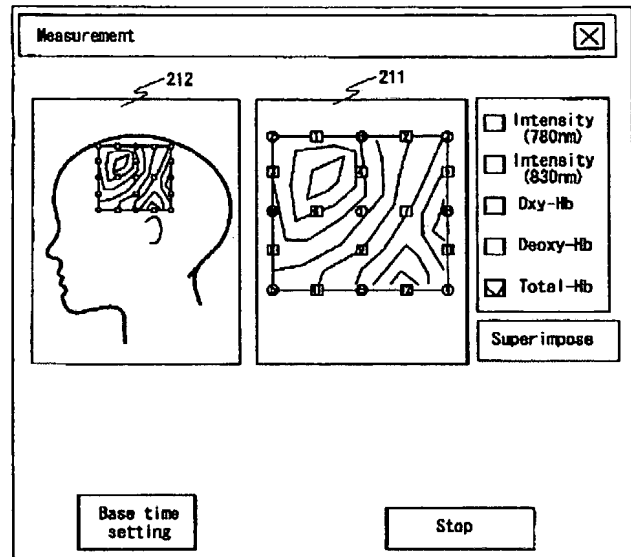 Measurement
212
211
Intensity
(780nm)
Intensity
(830nm)
Oxy-Hb
Deoxy-Hb
Total-Hb
Superimpose
Base time
setting
Stop